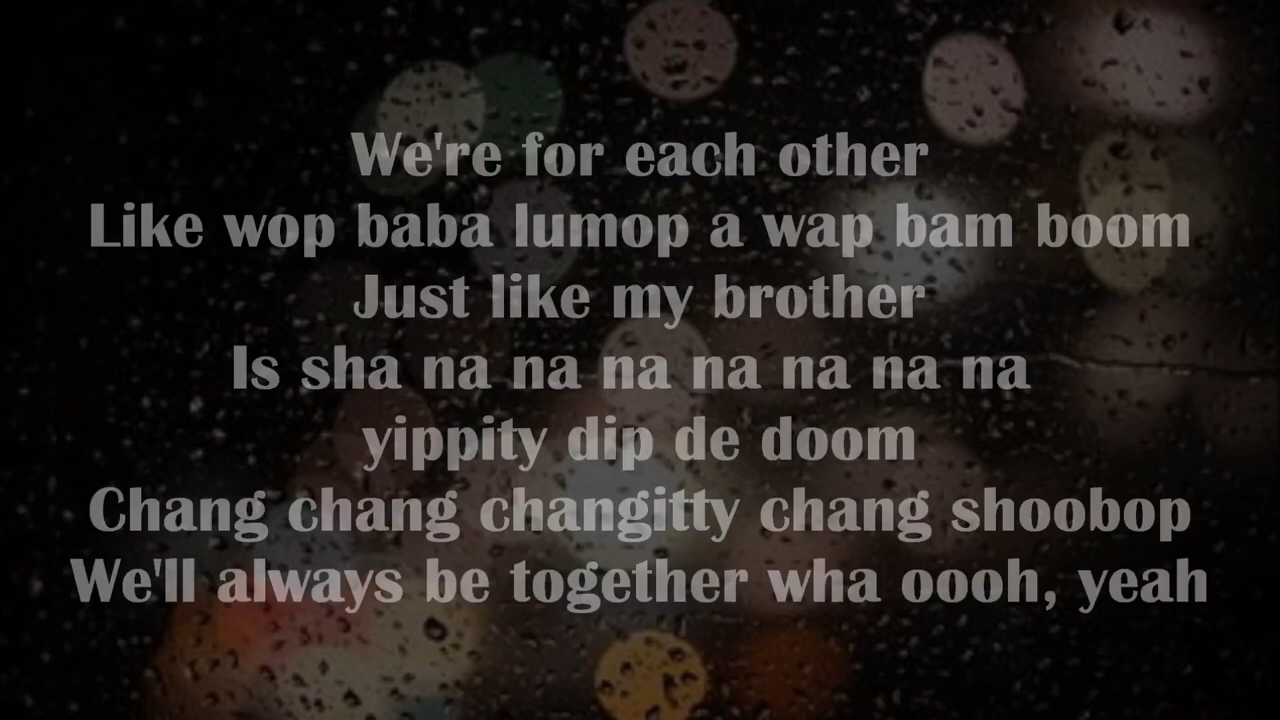 We're for each other
Like wop baba lumop a wap bam boom
Just like my brother
Is sha na na na na na na na
yippity dip de doom
Chang chang changitty chang shoobop
We'll always be together wha oooh, yeah